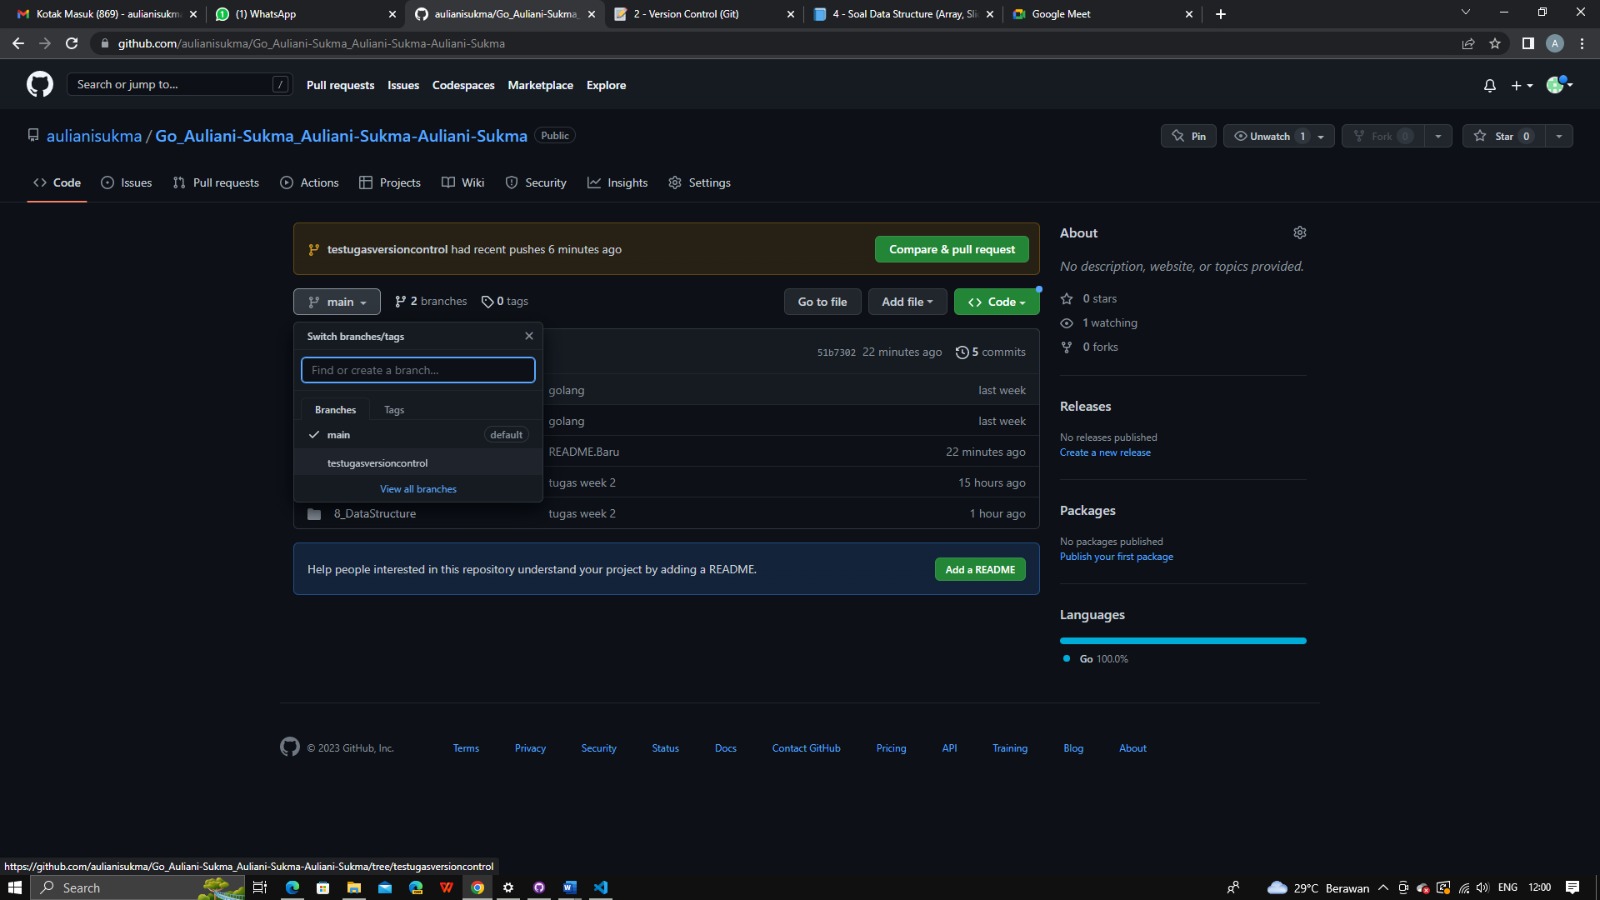 Kotak Masuk (869) - aulianisukm
(1) WhatsApp
aulianisukma/Go_Auliani-Sukma_
2 - Version Control (Git)
4 - Soal Data Structure (Array, Sli
Google Meet
github.com/aulianisukma/Go_Auliani-Sukma_Auliani-Sukma-Auliani-Sukma
A
Search or jump to...
/
Pull requests
Issues
Codespaces
Marketplace
Explore
aulianisukma / Go_Auliani-Sukma_Auliani-Sukma-Auliani-Sukma
Public
Pin
Unwatch 1
Fork 0
Star 0
Code
Issues
Pull requests
Actions
Projects
Wiki
Security
Insights
Settings
testugasversioncontrol had recent pushes 6 minutes ago
Compare & pull request
main
2 branches
0 tags
Go to file
Add file
Code
Switch branches/tags
Find or create a branch...
Branches
Tags
main
default
testugasversioncontrol
View all branches
51b7302 22 minutes ago
5 commits
golang
last week
golang
last week
README.Baru
22 minutes ago
tugas week 2
15 hours ago
8_DataStructure
tugas week 2
1 hour ago
Help people interested in this repository understand your project by adding a README.
Add a README
About
No description, website, or topics provided.
0 stars
1 watching
0 forks
Releases
No releases published
Create a new release
Packages
No packages published
Publish your first package
Languages
Go 100.0%
© 2023 GitHub, Inc.
Terms
Privacy
Security
Status
Docs
Contact GitHub
Pricing
API
Training
Blog
About
https://github.com/aulianisukma/Go_Auliani-Sukma_Auliani-Sukma-Auliani-Sukma/tree/testugasversioncontrol
Search
29°C Berawan
ENG
12:00